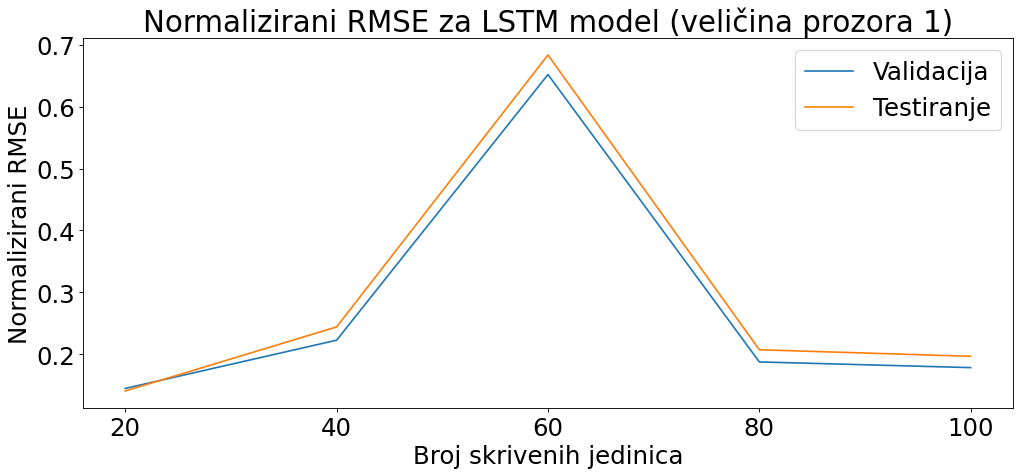 Normalizirani RMSE za LSTM model (veličina prozora 1)
Validacija
Testiranje
Normalizirani RMSE
0.7
0.6
0.5
0.4
0.3
0.2
20 40 60 80 100
Broj skrivenih jedinica